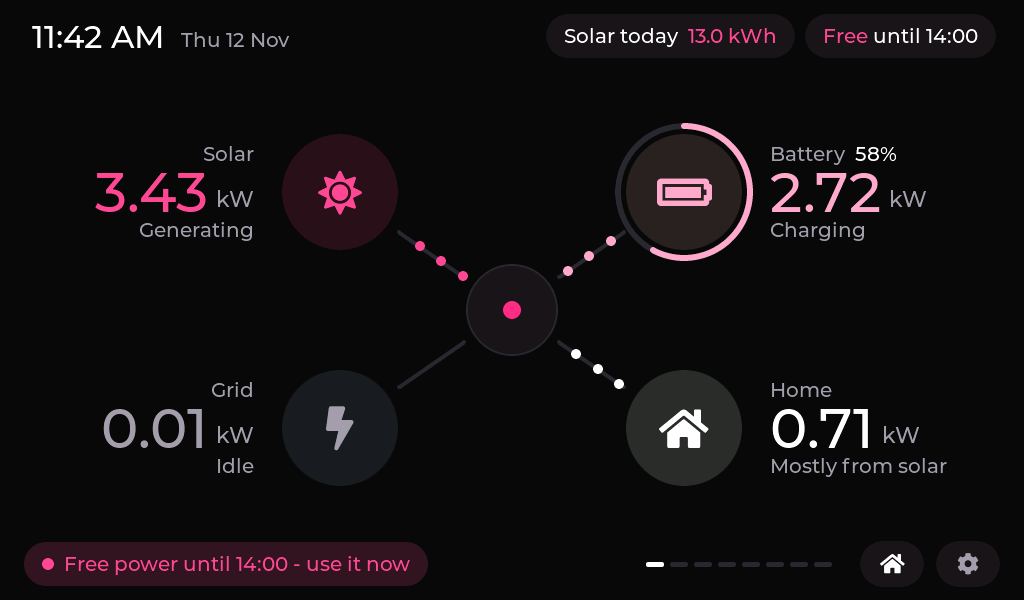 11:42 AM Thu 12 Nov
Solar today 13.0 kWh
Free until 14:00
Solar
3.43 kW
Generating
Battery 58%
2.72 kW
Charging
Grid
0.01 kW
Idle
Home
0.71 kW
Mostly from solar
Free power until 14:00 - use it now